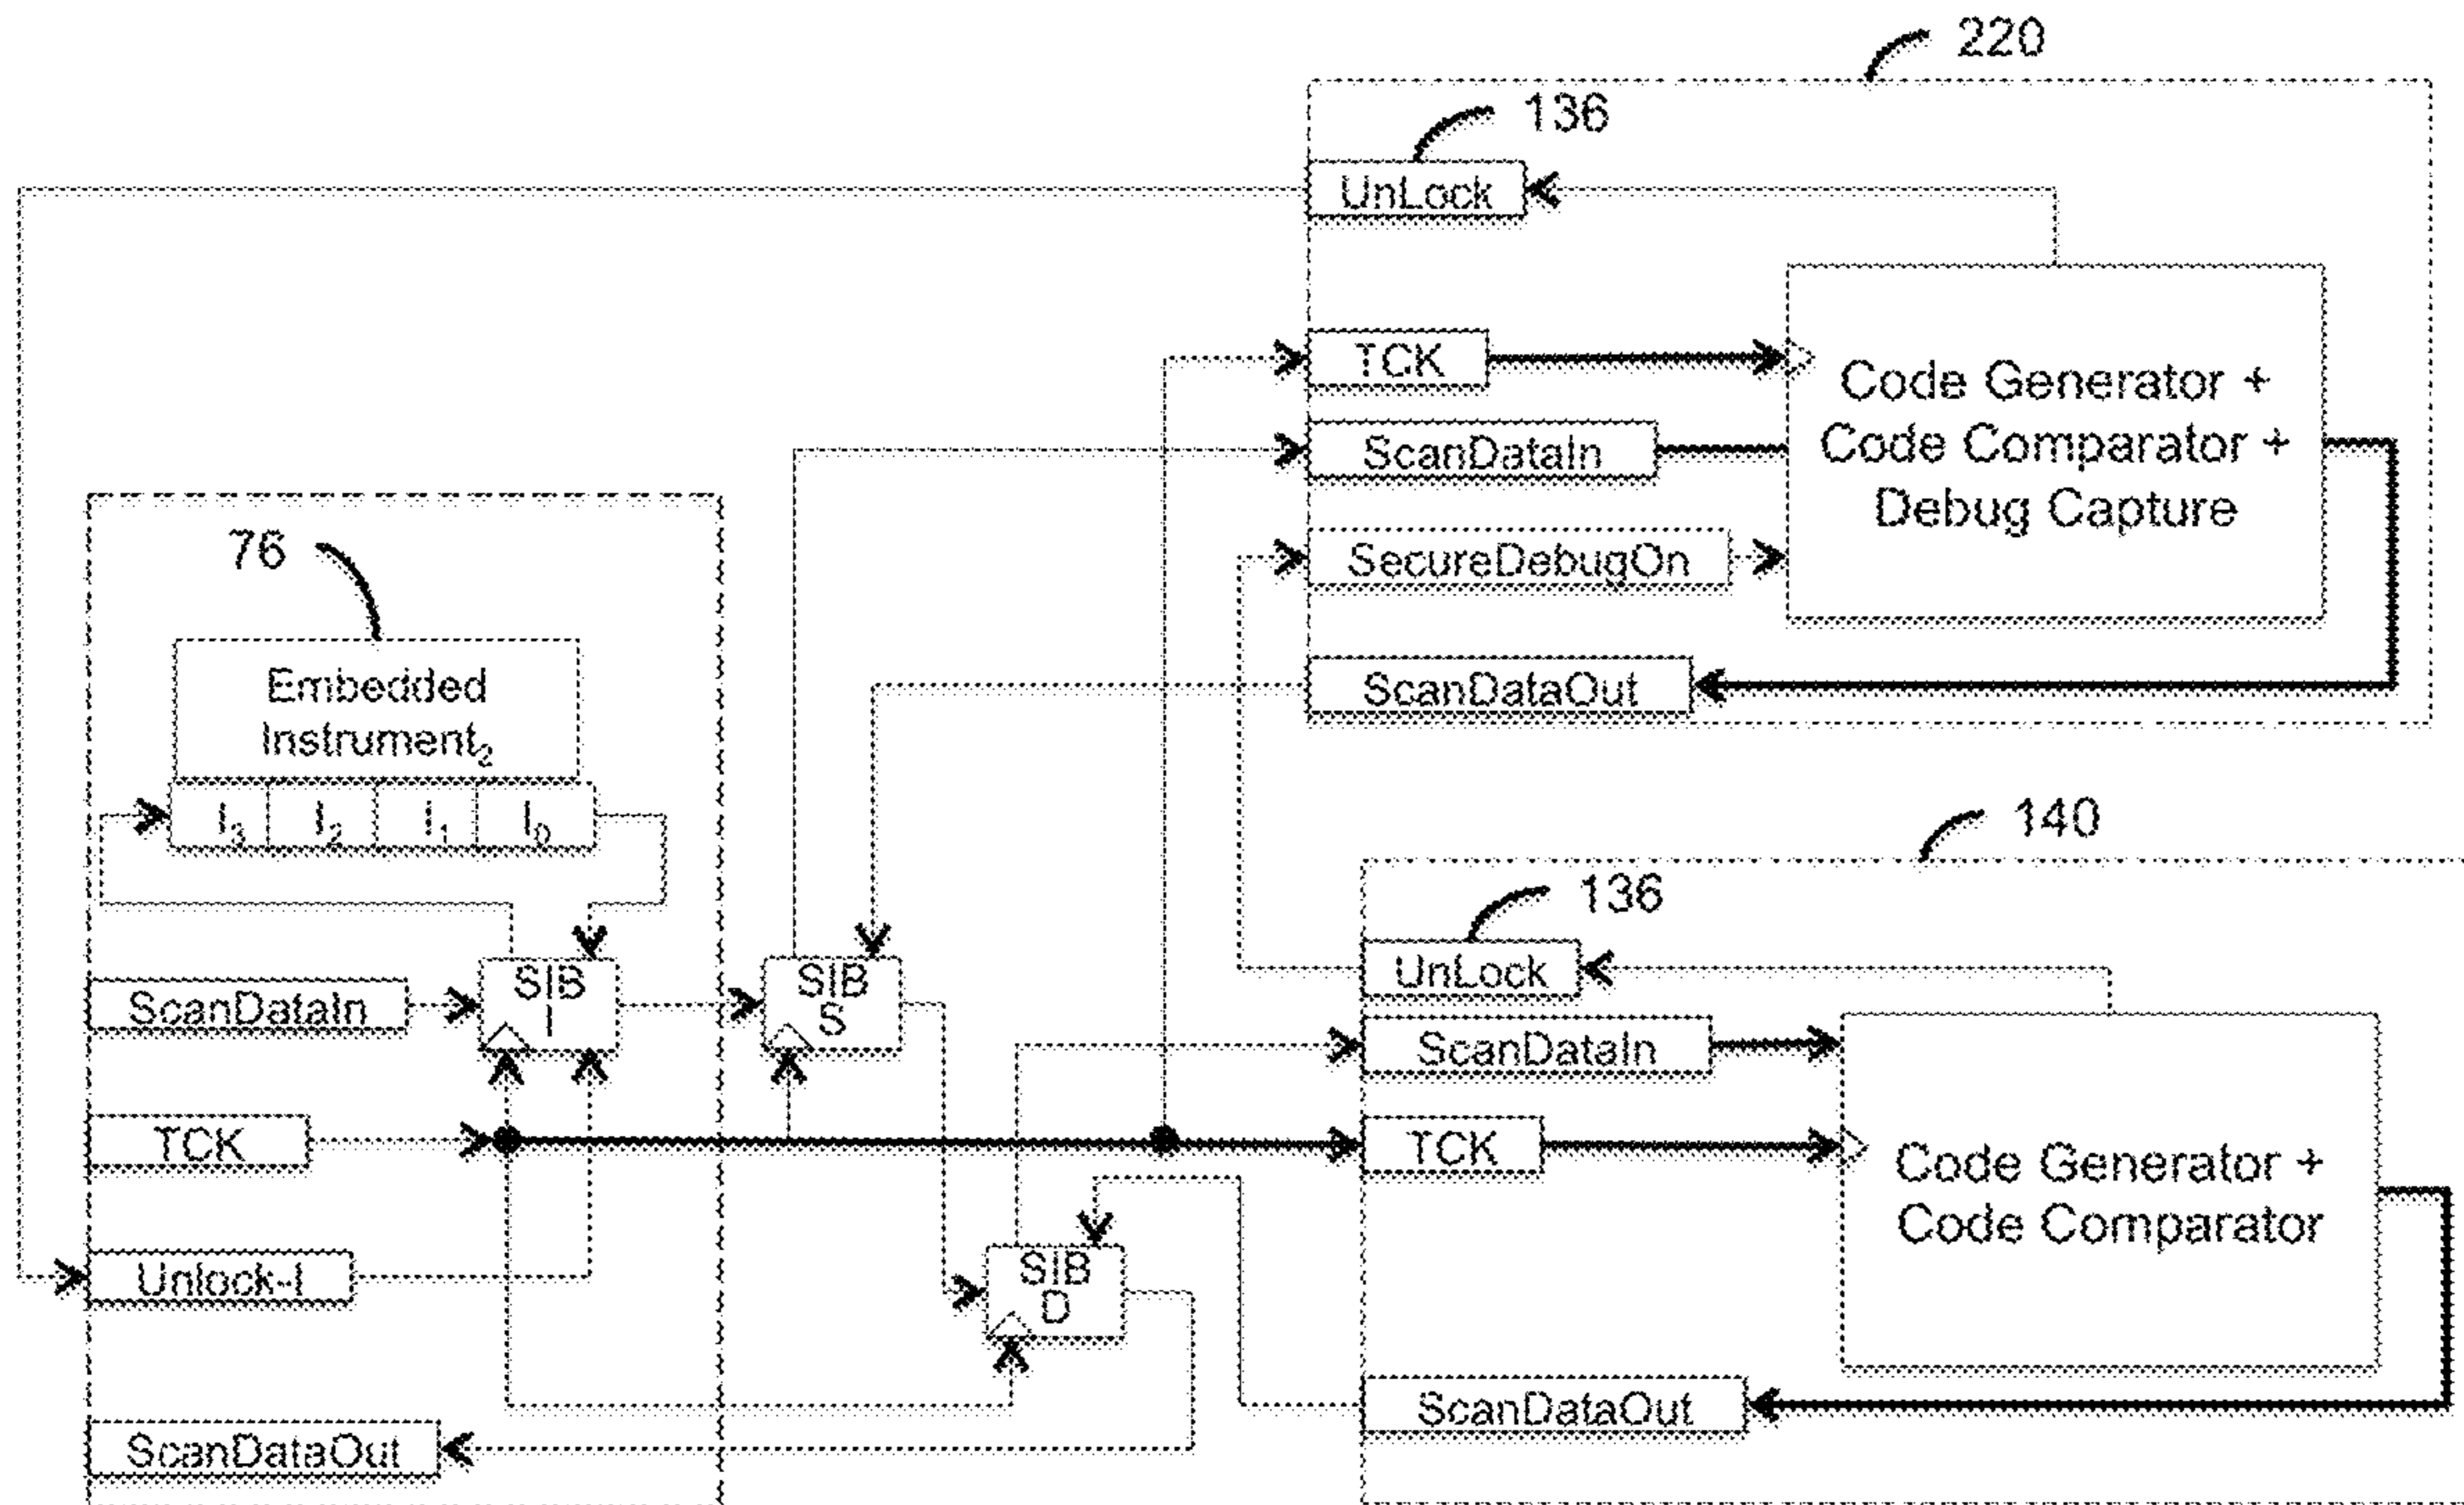 220
136
UnLock
TCK
Code Generator +
Code Comparator +
Debug Capture
ScanDataIn
SecureDebugOn
ScanDataOut
76
Embedded
Instrument₂
I₃ I₂ I₁ I₀
ScanDataIn
SIB
I
SIB
S
TCK
Unlock-I
SIB
D
ScanDataOut
140
136
UnLock
ScanDataIn
TCK
Code Generator +
Code Comparator
ScanDataOut